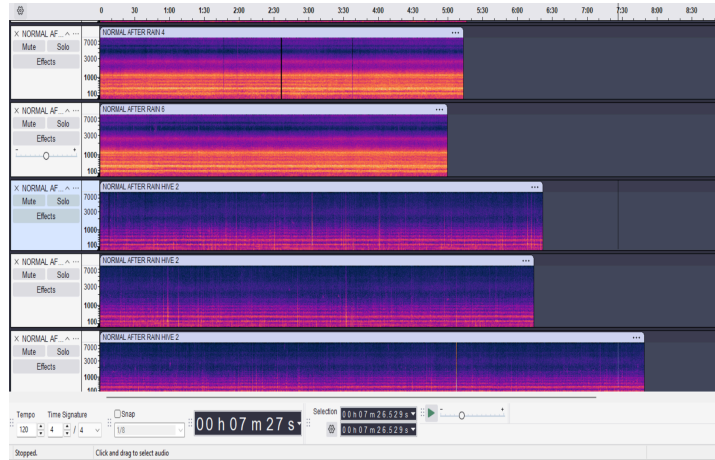 0 30 1:00 1:30 2:00 2:30 3:00 3:30 4:00 4:30 5:00 5:30 6:00 6:30 7:00 7:30 8:00 8:30
× NORMAL AF... ^ ...
NORMAL AFTER RAIN 4 ...
Mute Solo
Effects
7000
3000
1000
100
× NORMAL AF... ^ ...
NORMAL AFTER RAIN 6 ...
Mute Solo
Effects
- +
7000
3000
1000
100
× NORMAL AF... ^ ...
NORMAL AFTER RAIN HIVE 2 ...
Mute Solo
Effects
7000
3000
1000
100
× NORMAL AF... ^ ...
NORMAL AFTER RAIN HIVE 2 ...
Mute Solo
Effects
7000
3000
1000
100
× NORMAL AF... ^ ...
NORMAL AFTER RAIN HIVE 2 ...
Mute Solo
Effects
7000
3000
1000
Tempo Time Signature
120 4 / 4
Snap
1/8
00 h 07 m 27 s
Selection
00 h 07 m 26.529 s
00 h 07 m 26.529 s
- +
Stopped.
Click and drag to select audio